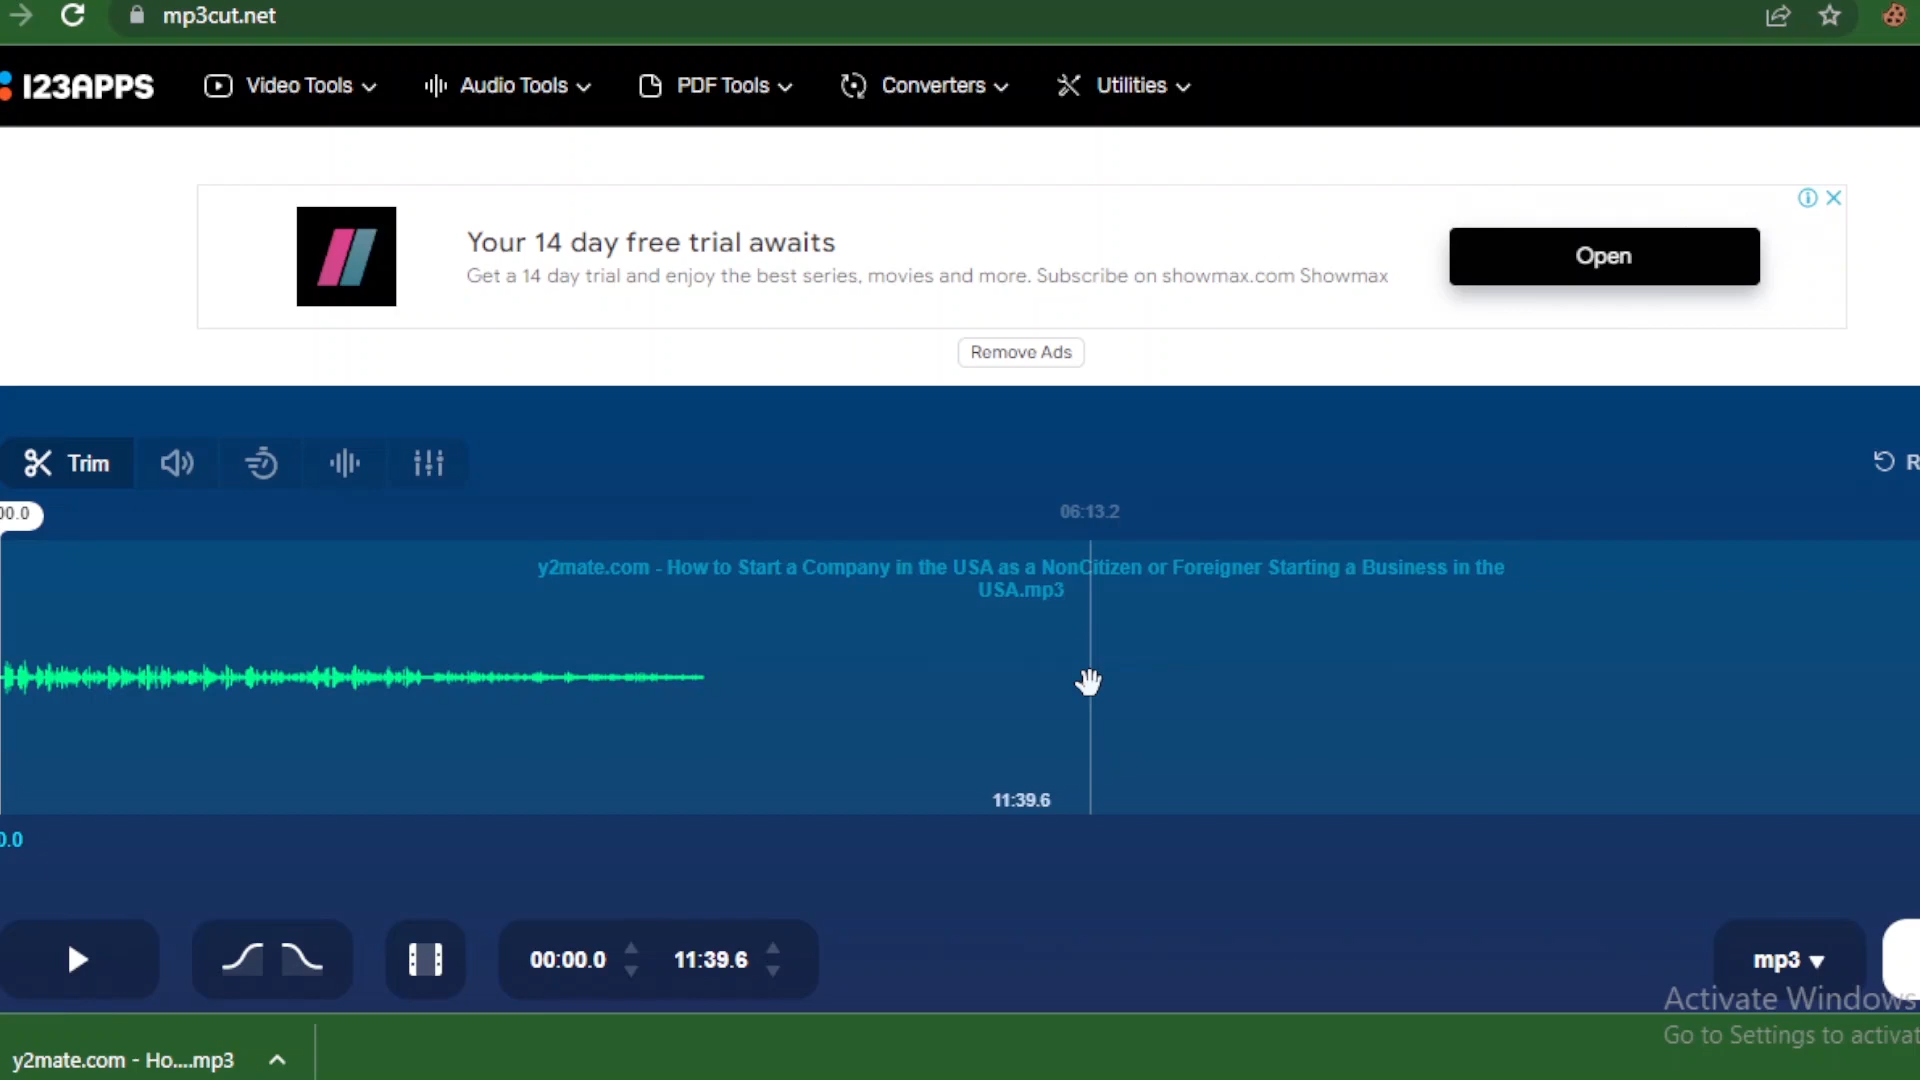 mp3cut.net
123APPS
Video Tools
Audio Tools
PDF Tools
Converters
Utilities
Your 14 day free trial awaits
Get a 14 day trial and enjoy the best series, movies and more. Subscribe on showmax.com Showmax
Open
Remove Ads
Trim
R
00.0
06:13.2
y2mate.com - How to Start a Company in the USA as a NonCitizen or Foreigner Starting a Business in the
USA.mp3
11:39.6
0.0
00:00.0
11:39.6
mp3
Activate Windows
Go to Settings to activat
y2mate.com - Ho....mp3